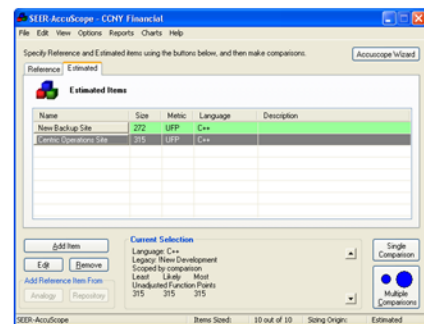 SEER-AccuScope - CCNY Financial
File Edit View Options Reports Charts Help
Specify Reference and Estimated items using the buttons below, and then make comparisons.
Accuscope Wizard
Reference Estimated
Estimated Items
Name Size Metric Language Description
New Backup Site 272 UFP C++
Centric Operations Site 315 UFP C++
Add Item
Edit Remove
Add Reference Item From
Analogy Repository
Current Selection
Language: C++
Legacy: !New Development
Scoped by comparison
Least Likely Most
Unadjusted Function Points
315 315 315
Single Comparison
Multiple Comparisons
SEER-AccuScope Items Sized: 10 out of 10 Sizing Origin: Estimated